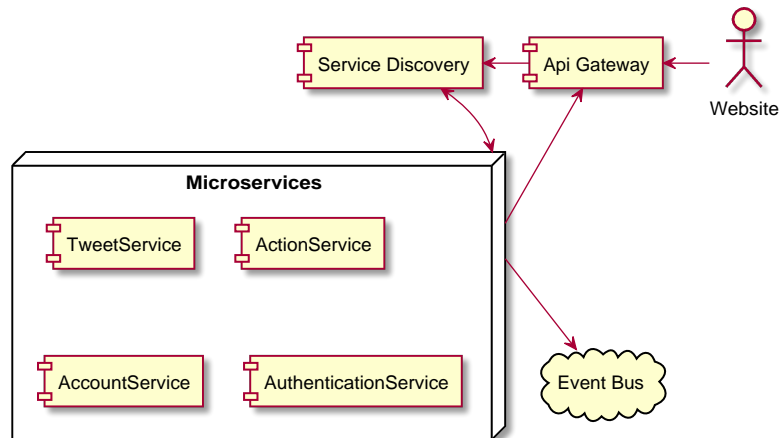 Service Discovery
Api Gateway
Website
Microservices
TweetService
ActionService
AccountService
AuthenticationService
Event Bus